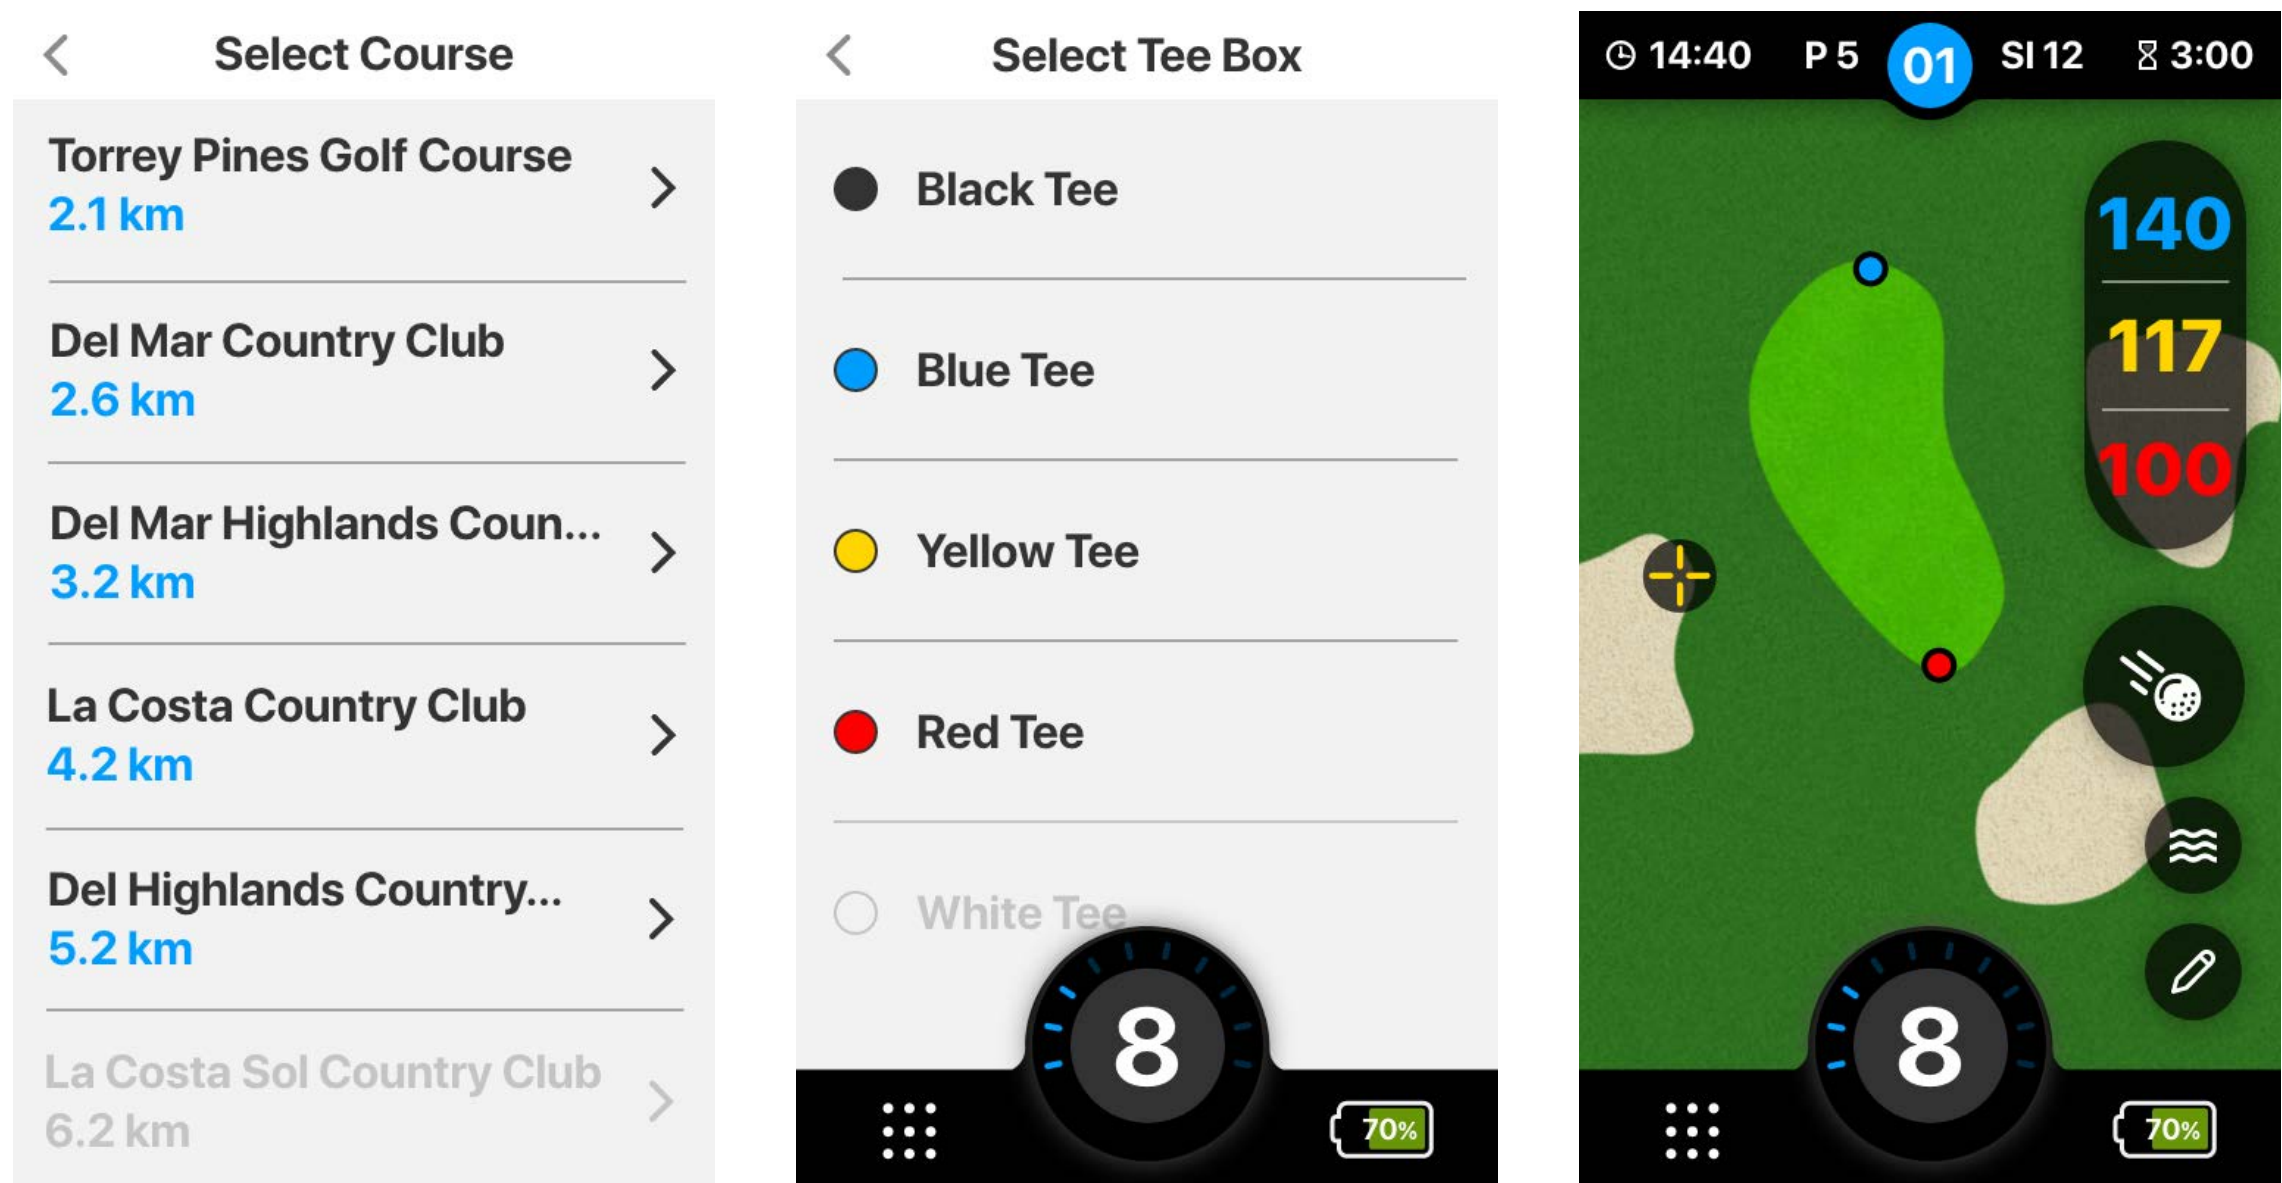 Select Course
Torrey Pines Golf Course
2.1 km
Del Mar Country Club
2.6 km
Del Mar Highlands Coun...
3.2 km
La Costa Country Club
4.2 km
Del Highlands Country...
5.2 km
La Costa Sol Country Club
6.2 km
Select Tee Box
Black Tee
Blue Tee
Yellow Tee
Red Tee
White Tee
8
70%
14:40 P 5 01 SI 12 3:00
140
117
100
8
70%